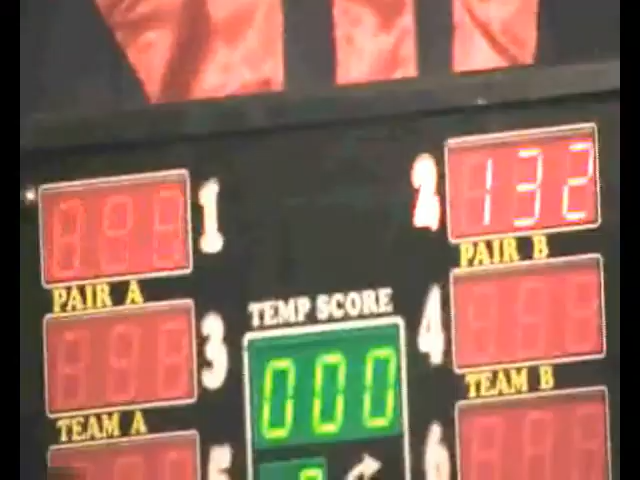 1
2
132
PAIR A
PAIR B
TEMP SCORE
3
4
000
TEAM A
TEAM B
5
6